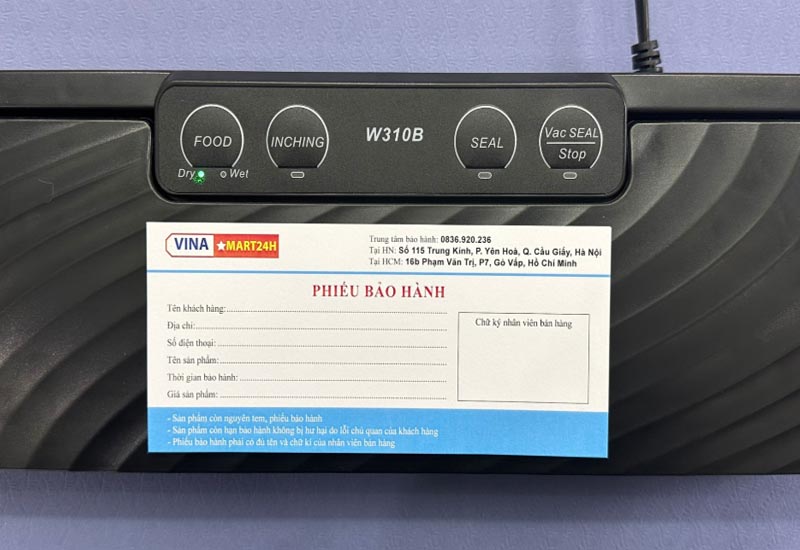 FOOD
INCHING
W310B
SEAL
Vac SEAL
Stop
Dry
Wet
VINA MART24H
Trung tâm bảo hành: 0836.920.236
Tại HN: Số 115 Trung Kính, P. Yên Hoà, Q. Cầu Giấy, Hà Nội
Tại HCM: 16b Phạm Văn Trị, P7, Gò Vấp, Hồ Chí Minh
PHIẾU BẢO HÀNH
Tên khách hàng:
Địa chỉ:
Số điện thoại:
Tên sản phẩm:
Thời gian bảo hành:
Giá sản phẩm:
Chữ ký nhân viên bán hàng
- Sản phẩm còn nguyên tem, phiếu bảo hành
- Sản phẩm còn hạn bảo hành không bị hư hại do lỗi chủ quan của khách hàng
- Phiếu bảo hành phải có đủ tên và chữ kí của nhân viên bán hàng